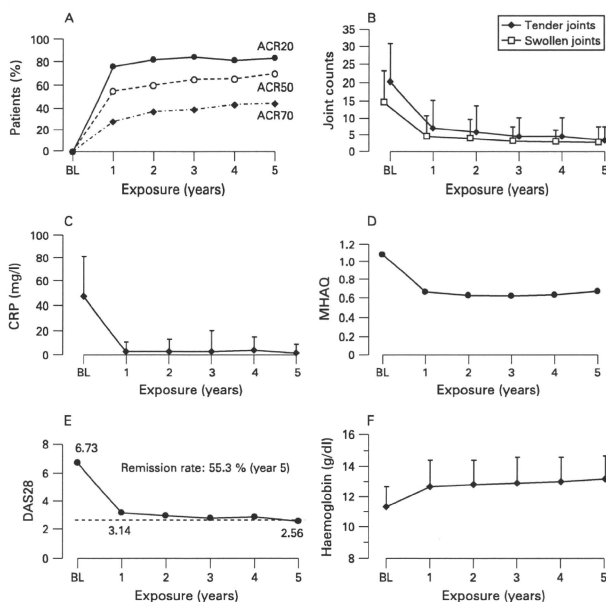 A
Patients (%)
100
80
60
40
20
0
ACR20
ACR50
ACR70
BL 1 2 3 4 5
Exposure (years)
B
Tender joints
Swollen joints
Joint counts
35
30
25
20
15
10
5
0
BL 1 2 3 4 5
Exposure (years)
C
CRP (mg/l)
100
80
60
40
20
0
BL 1 2 3 4 5
Exposure (years)
D
MHAQ
1.2
1.0
0.8
0.6
0.4
0.2
0
BL 1 2 3 4 5
Exposure (years)
E
DAS28
8
6
4
2
0
6.73
Remission rate: 55.3 % (year 5)
3.14
2.56
BL 1 2 3 4 5
Exposure (years)
F
Haemoglobin (g/dl)
16
14
12
10
8
BL 1 2 3 4 5
Exposure (years)